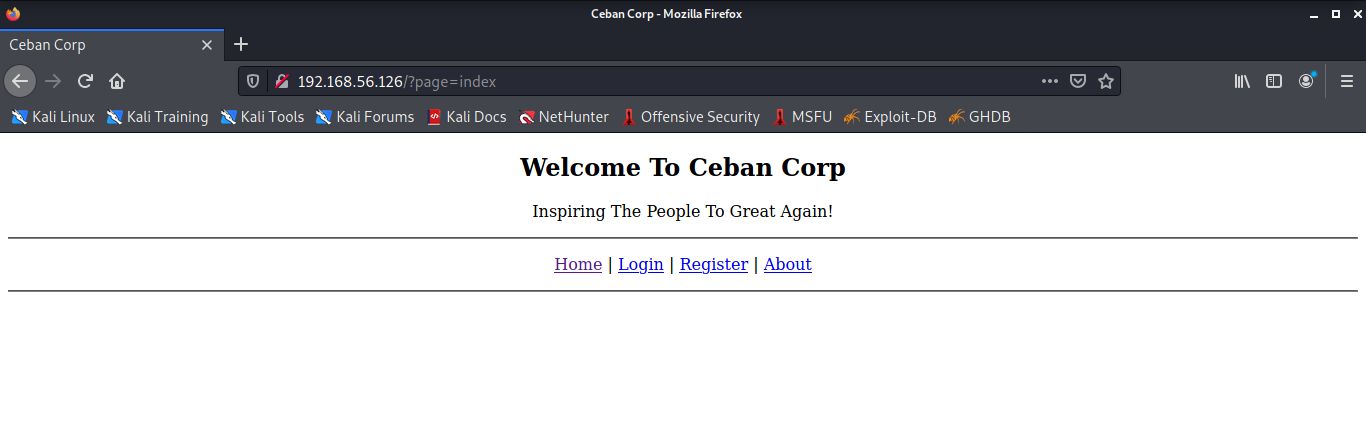 Ceban Corp - Mozilla Firefox
Ceban Corp
192.168.56.126/?page=index
Kali Linux Kali Training Kali Tools Kali Forums Kali Docs NetHunter Offensive Security MSFU Exploit-DB GHDB
Welcome To Ceban Corp
Inspiring The People To Great Again!
Home | Login | Register | About